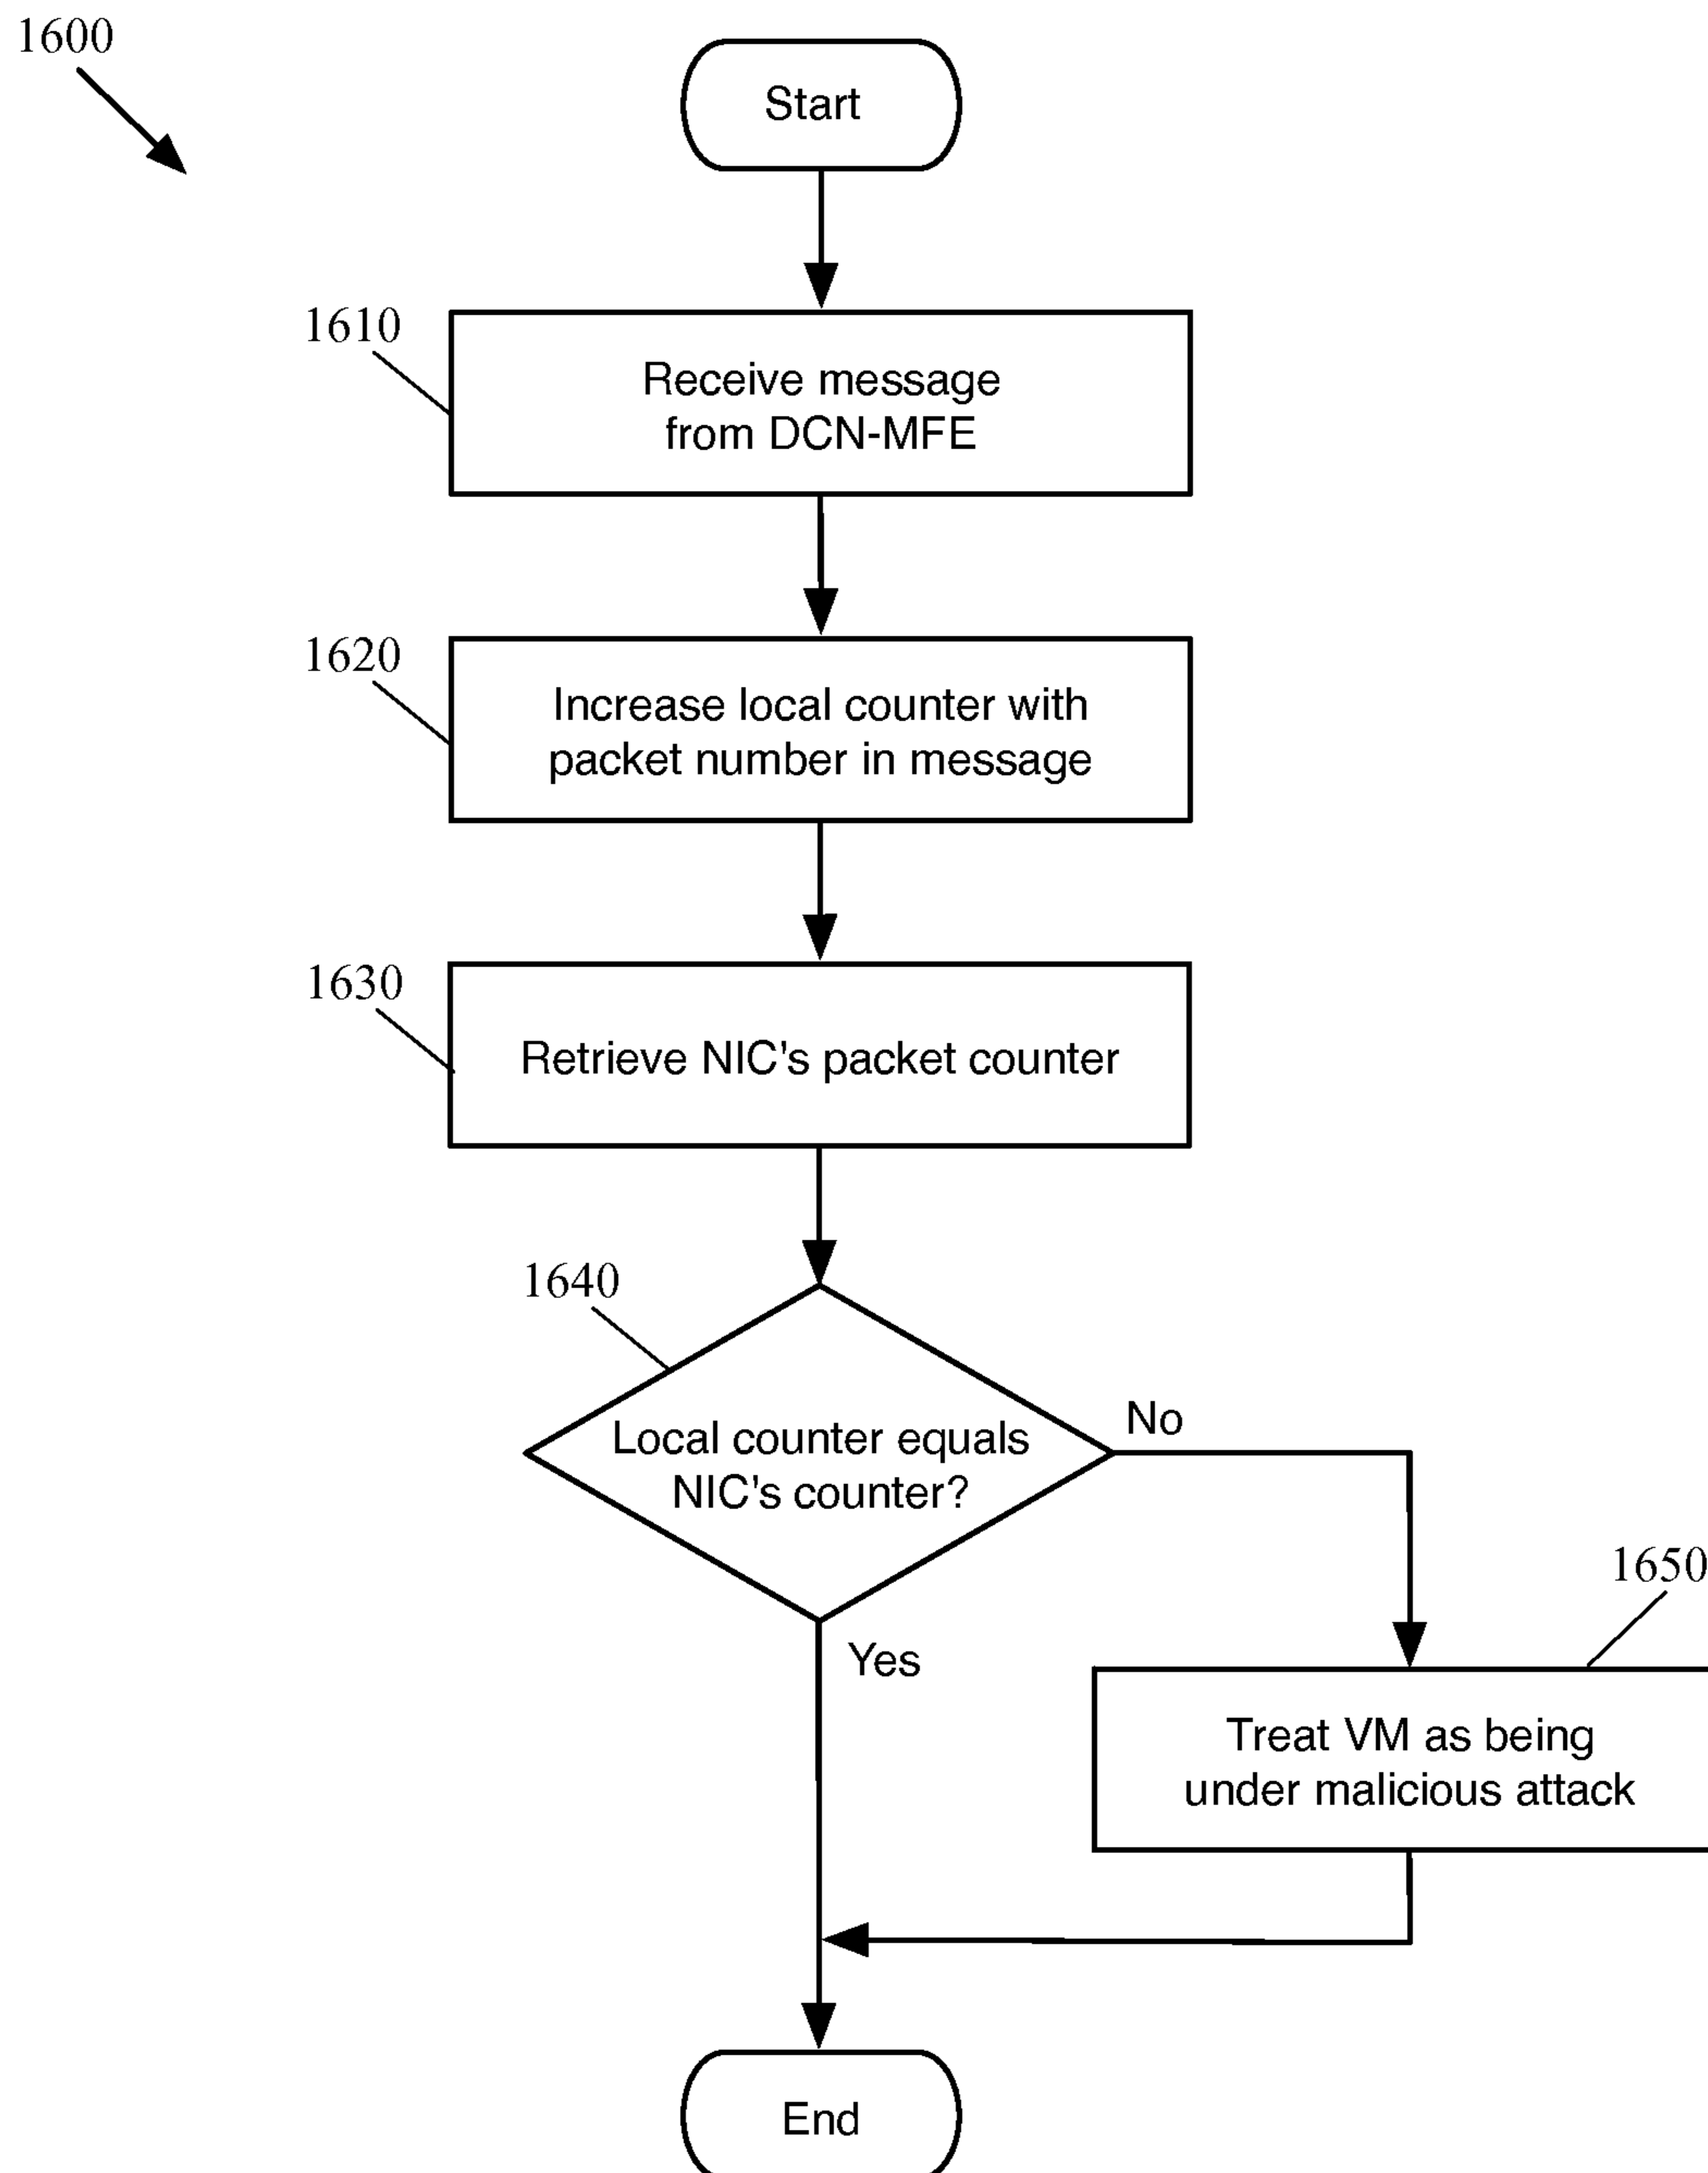 1600
Start
1610
Receive message
from DCN-MFE
1620
Increase local counter with
packet number in message
1630
Retrieve NIC's packet counter
1640
Local counter equals
NIC's counter?
No
Yes
1650
Treat VM as being
under malicious attack
End